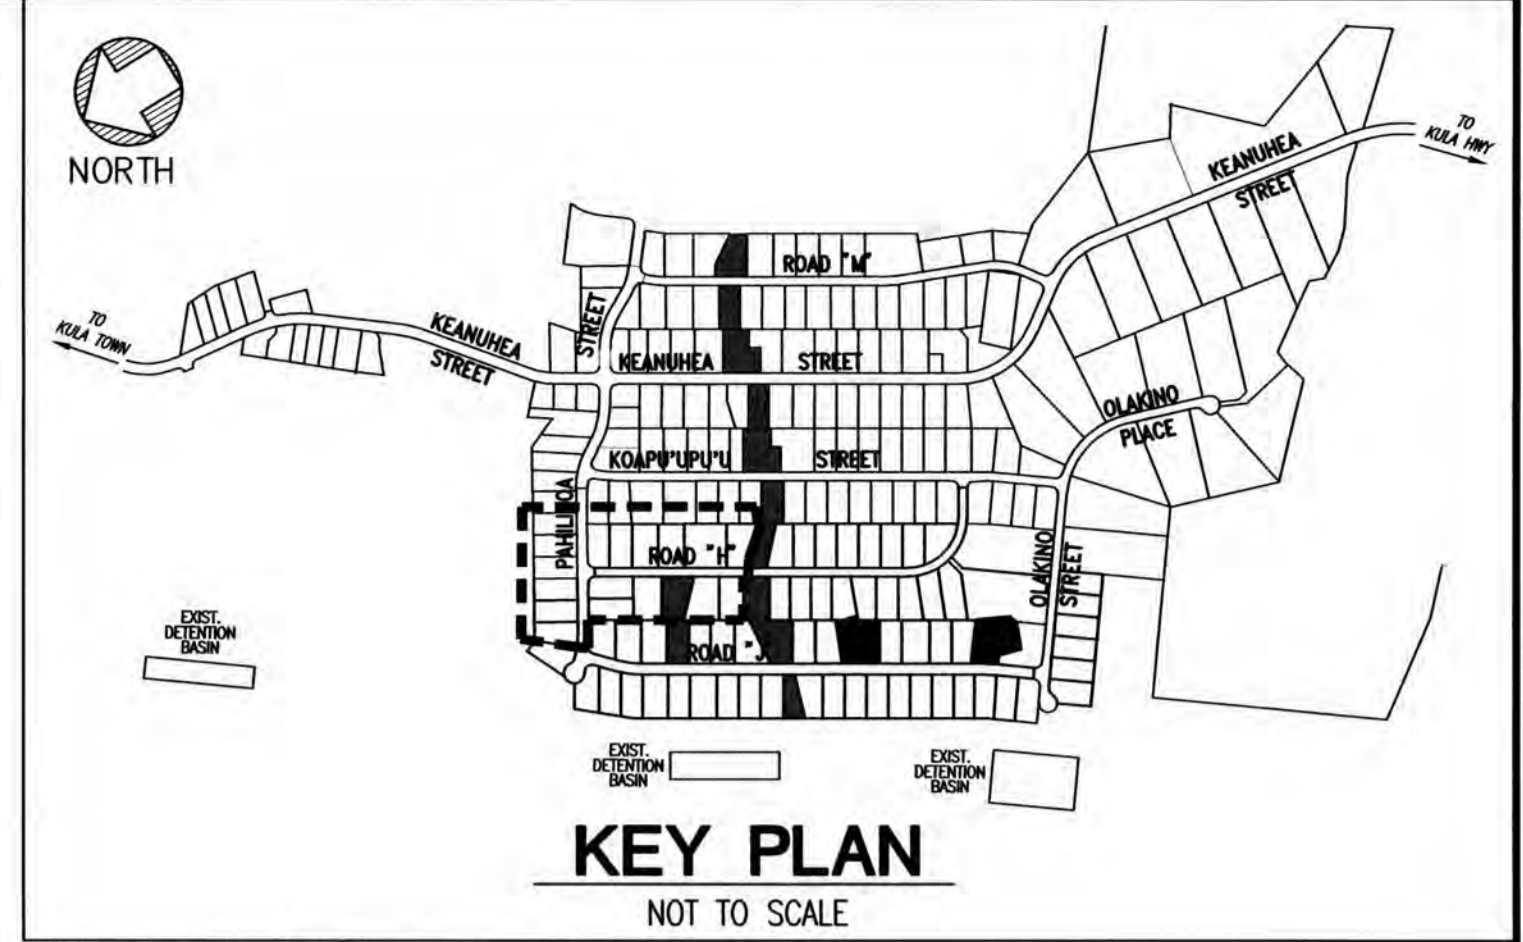 NORTH
TO
KULA HWY
KEANUHEA
STREET
ROAD "M"
TO
KULA TOWN
KEANUHEA
STREET
STREET
KEANUHEA STREET
OLAKINO
PLACE
KOAPU'UPU'U STREET
ROAD "H"
OLAKINO
STREET
ROAD "J"
EXIST.
DETENTION
BASIN
EXIST.
DETENTION
BASIN
EXIST.
DETENTION
BASIN
KEY PLAN
NOT TO SCALE